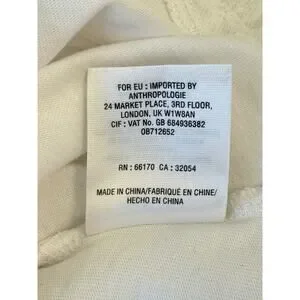 FOR EU : IMPORTED BY
ANTHROPOLOGIE
24 MARKET PLACE, 3RD FLOOR,
LONDON, UK W1W8AN
CIF : VAT No. GB 684936382
0B712652
RN : 66170 CA : 32054
MADE IN CHINA/FABRIQUÉ EN CHINE/
HECHO EN CHINA